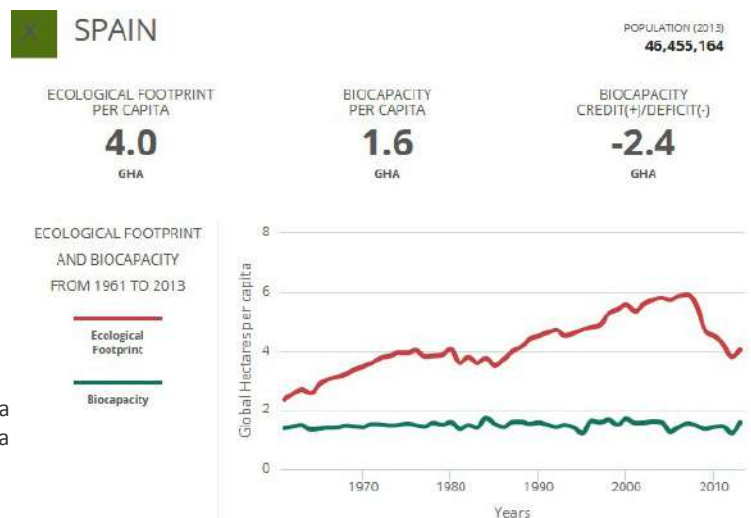 X SPAIN
POPULATION (2013)
46,455,164
ECOLOGICAL FOOTPRINT
PER CAPITA
4.0
GHA
BIOCAPACITY
PER CAPITA
1.6
GHA
BIOCAPACITY
CREDIT(+)/DEFICIT(-)
-2.4
GHA
ECOLOGICAL FOOTPRINT
AND BIOCAPACITY
FROM 1961 TO 2013
Ecological
Footprint
Biocapacity
a
a
Global Hectares per capita
8
6
4
2
0
1970 1980 1990 2000 2010
Years